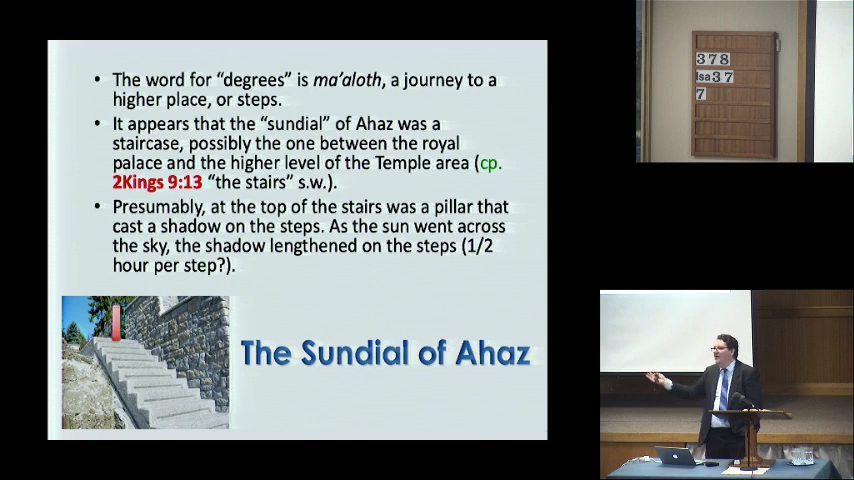 • The word for “degrees” is ma’aloth, a journey to a
higher place, or steps.
• It appears that the “sundial” of Ahaz was a
staircase, possibly the one between the royal
palace and the higher level of the Temple area (cp.
2Kings 9:13 “the stairs” s.w.).
• Presumably, at the top of the stairs was a pillar that
cast a shadow on the steps. As the sun went across
the sky, the shadow lengthened on the steps (1/2
hour per step?).
The Sundial of Ahaz
378
Isa37
7